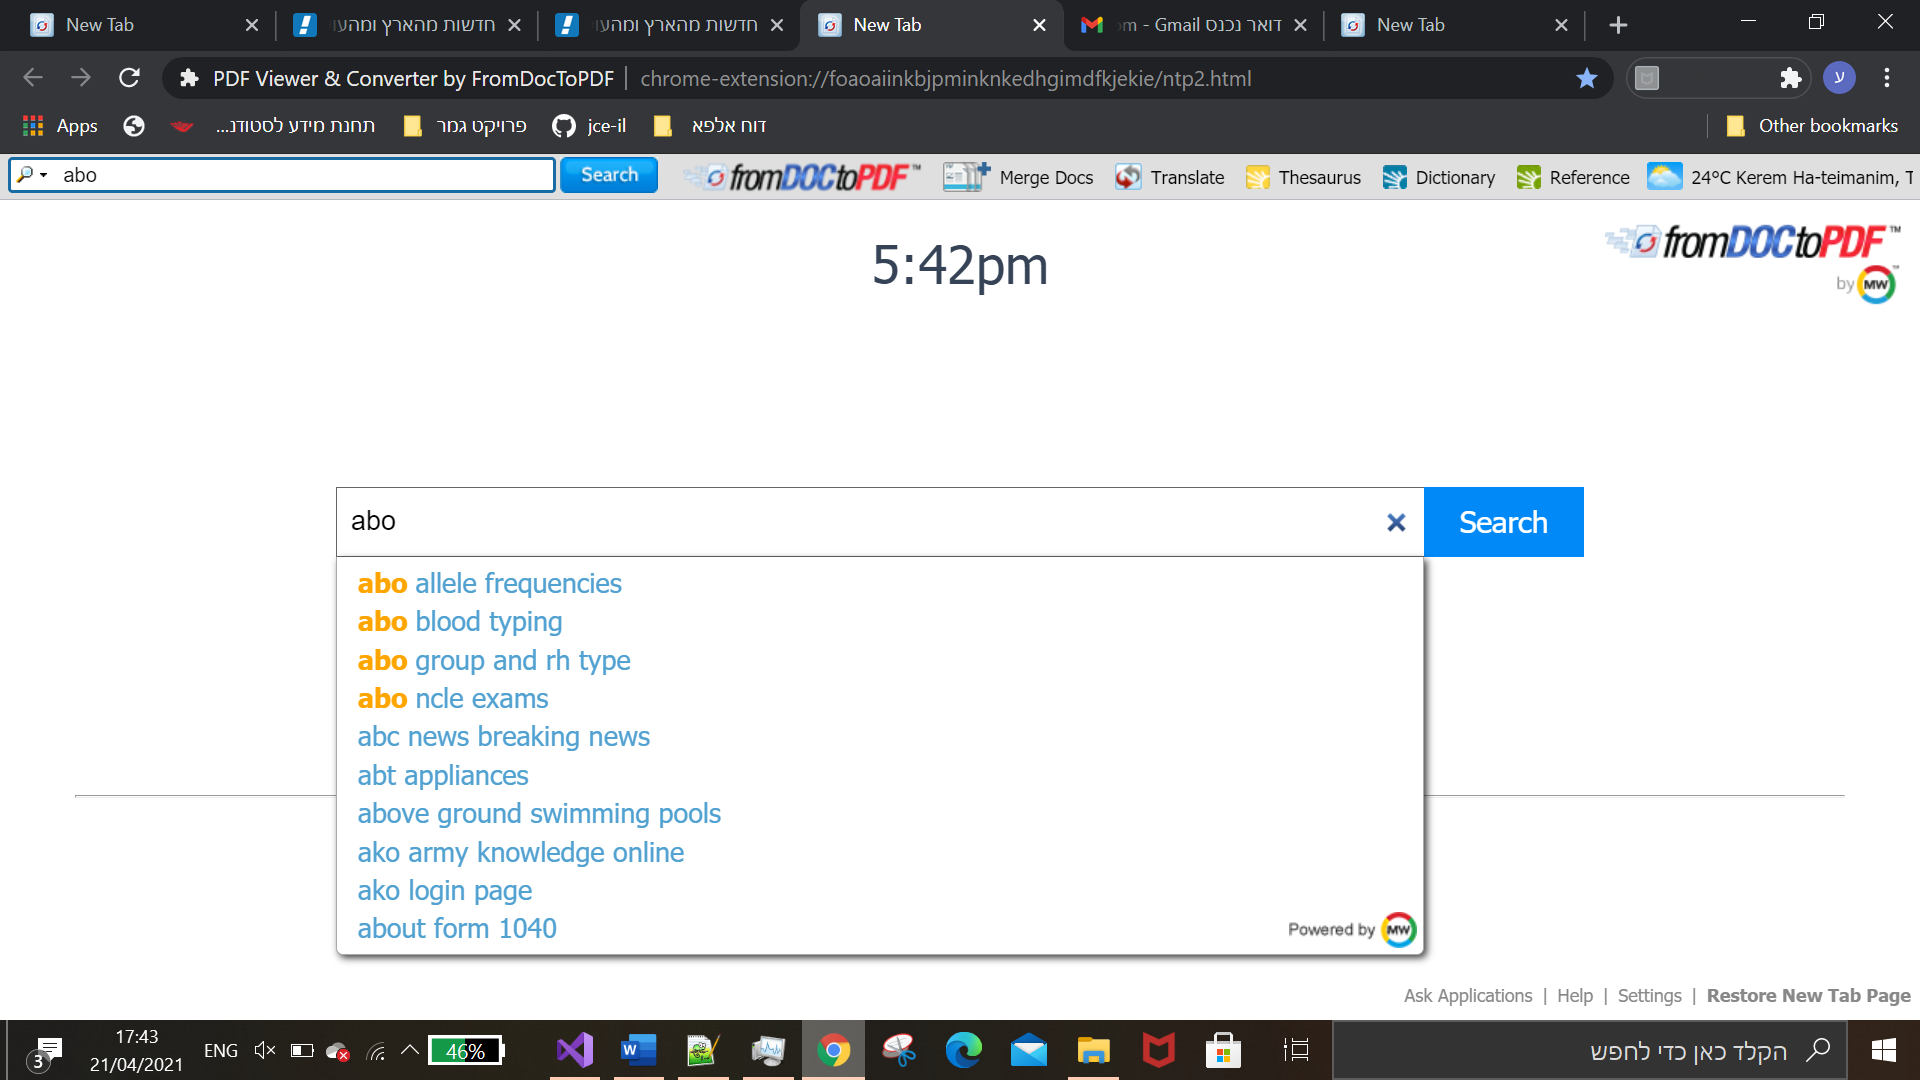 New Tab
חדשות מהארץ ומהעו
חדשות מהארץ ומהעו
New Tab
דואר נכנס Gmail - om
New Tab
PDF Viewer & Converter by FromDocToPDF | chrome-extension://foaoaiinkbjpminknkedhgimdfkjekie/ntp2.html
ע
Apps
תחנת מידע לסטודנ...
פרויקט גמר
jce-il
דוח אלפא
Other bookmarks
abo
Search
fromDOCtoPDF™
Merge Docs
Translate
Thesaurus
Dictionary
Reference
24°C Kerem Ha-teimanim, T
5:42pm
fromDOCtoPDF™
by MW™
abo
Search
abo allele frequencies
abo blood typing
abo group and rh type
abo ncle exams
abc news breaking news
abt appliances
above ground swimming pools
ako army knowledge online
ako login page
about form 1040
Powered by MW
Ask Applications | Help | Settings | Restore New Tab Page
3
17:43
21/04/2021
ENG
46%
W
הקלד כאן כדי לחפש